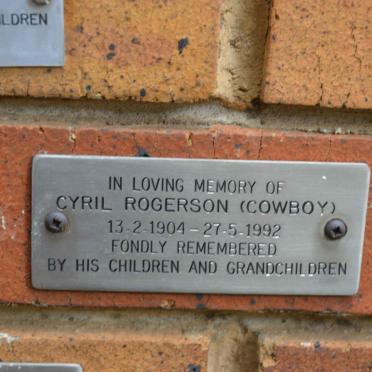 ILDREN
IN LOVING MEMORY OF
CYRIL ROGERSON (COWBOY)
13-2-1904 - 27-5-1992
FONDLY REMEMBERED
BY HIS CHILDREN AND GRANDCHILDREN